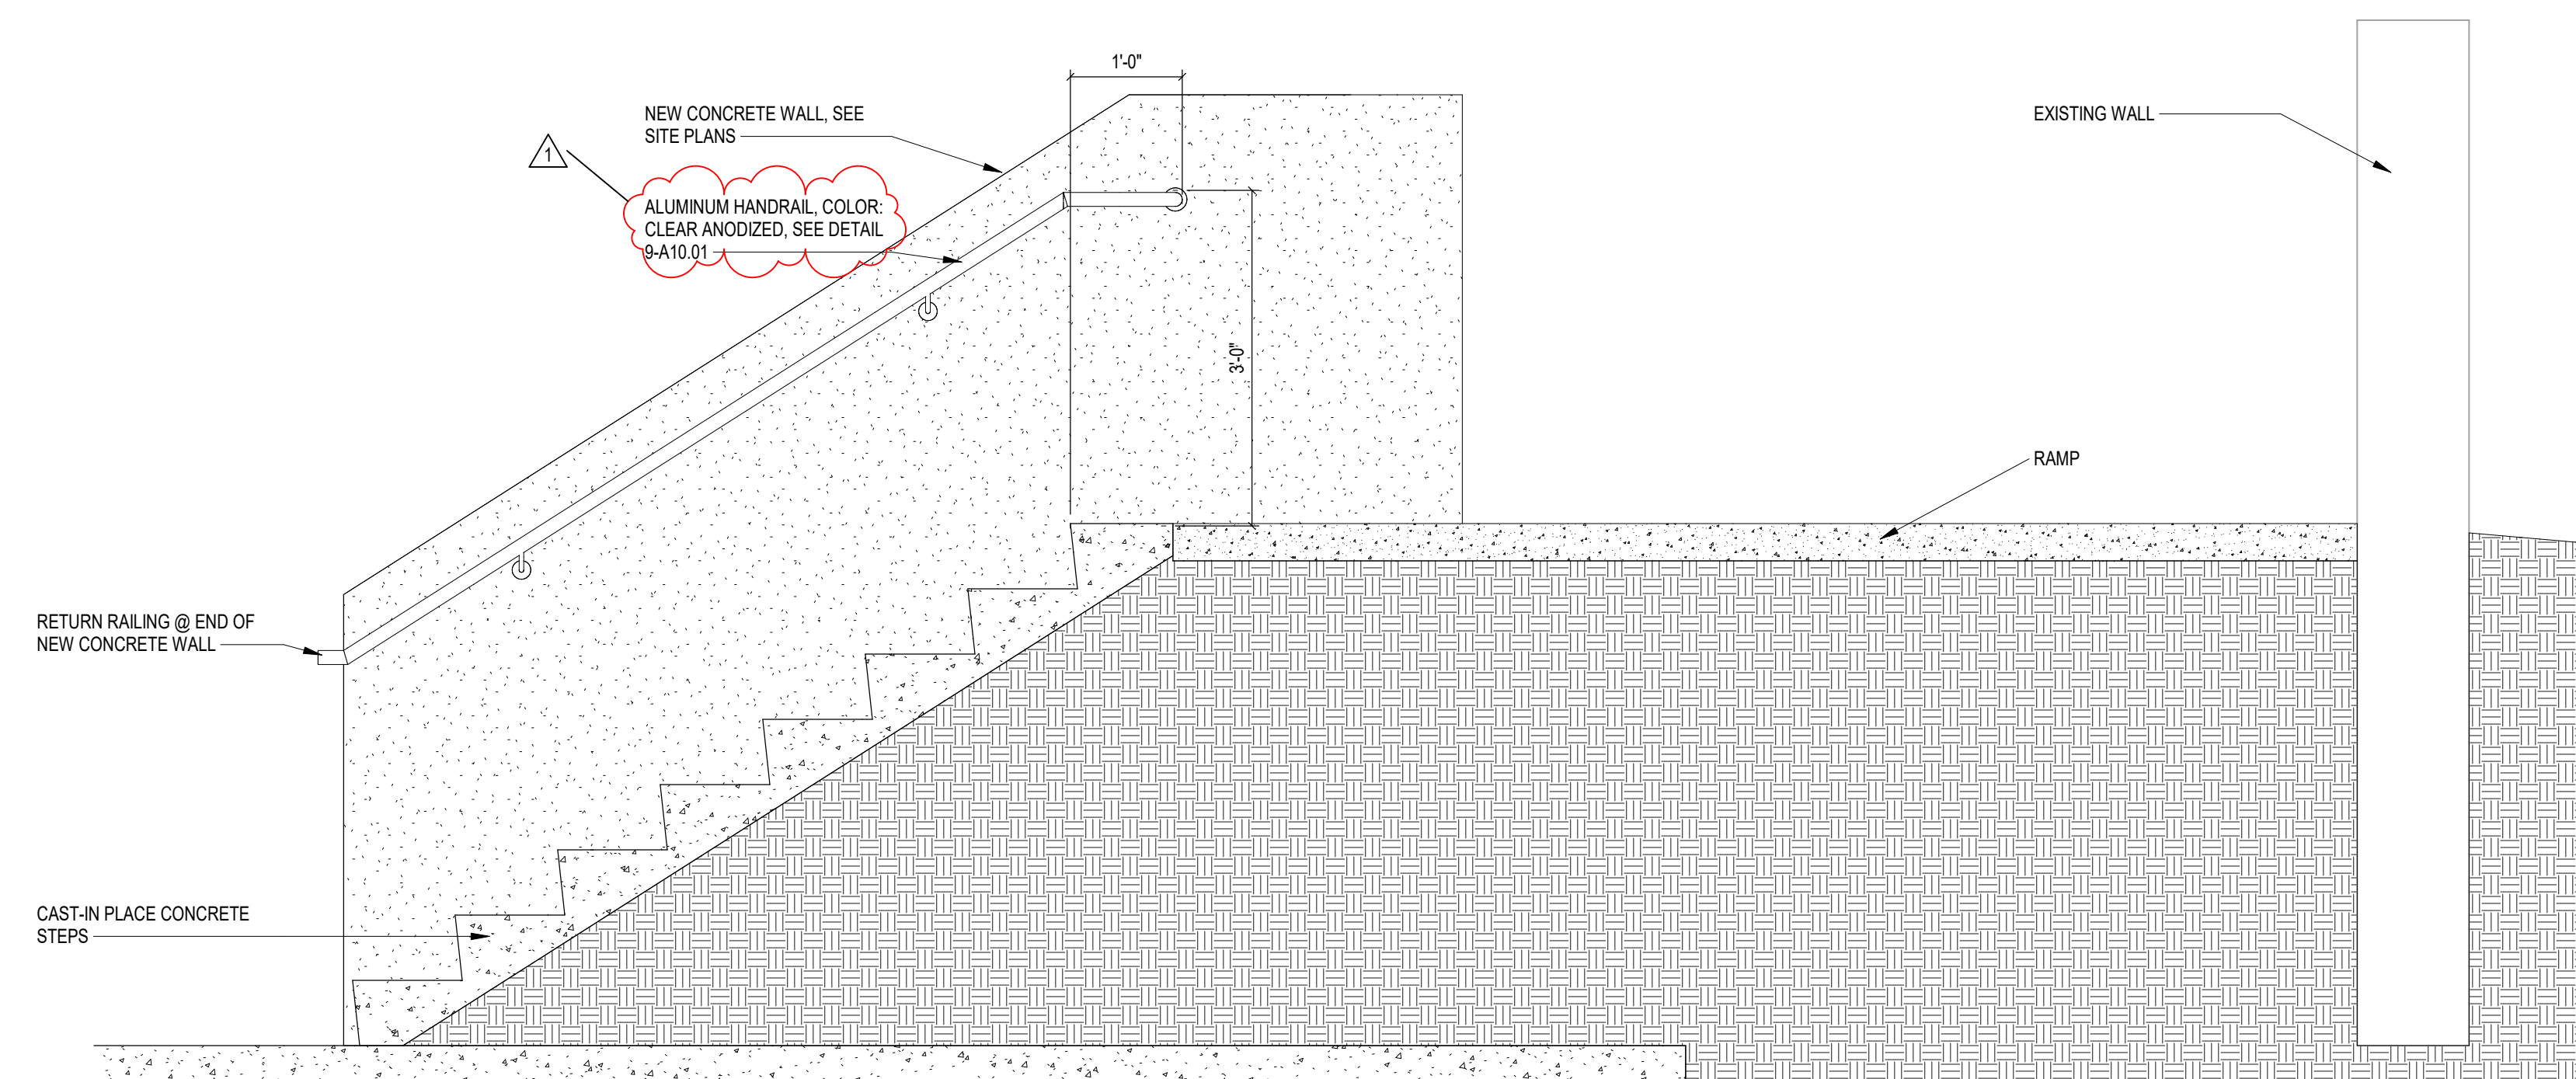 1'-0"
NEW CONCRETE WALL, SEE
SITE PLANS
EXISTING WALL
1
ALUMINUM HANDRAIL, COLOR:
CLEAR ANODIZED, SEE DETAIL
9-A10.01
3'-0"
RAMP
RETURN RAILING @ END OF
NEW CONCRETE WALL
CAST-IN PLACE CONCRETE
STEPS